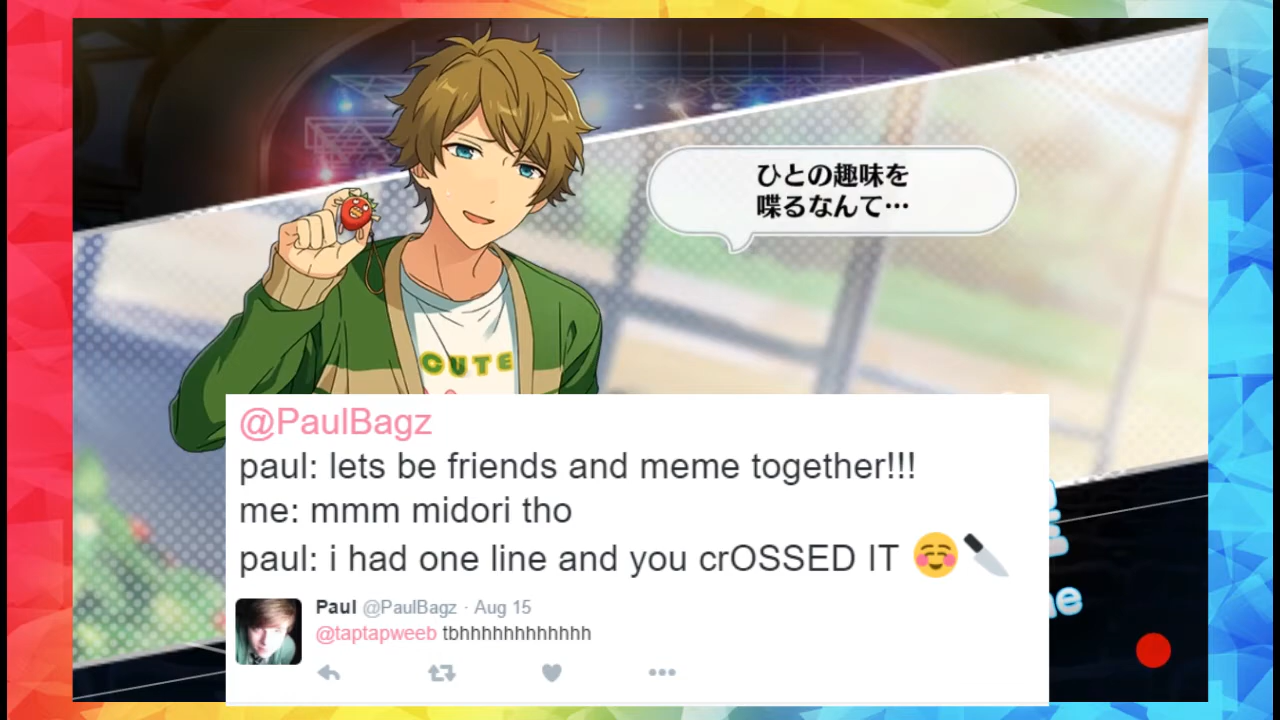 ひとの趣味を
喋るなんて…
CUTE
@PaulBagz
paul: lets be friends and meme together!!!
me: mmm midori tho
paul: i had one line and you crOSSED IT ☺️🔪
Paul @PaulBagz · Aug 15
@taptapweeb tbhhhhhhhhhhhh